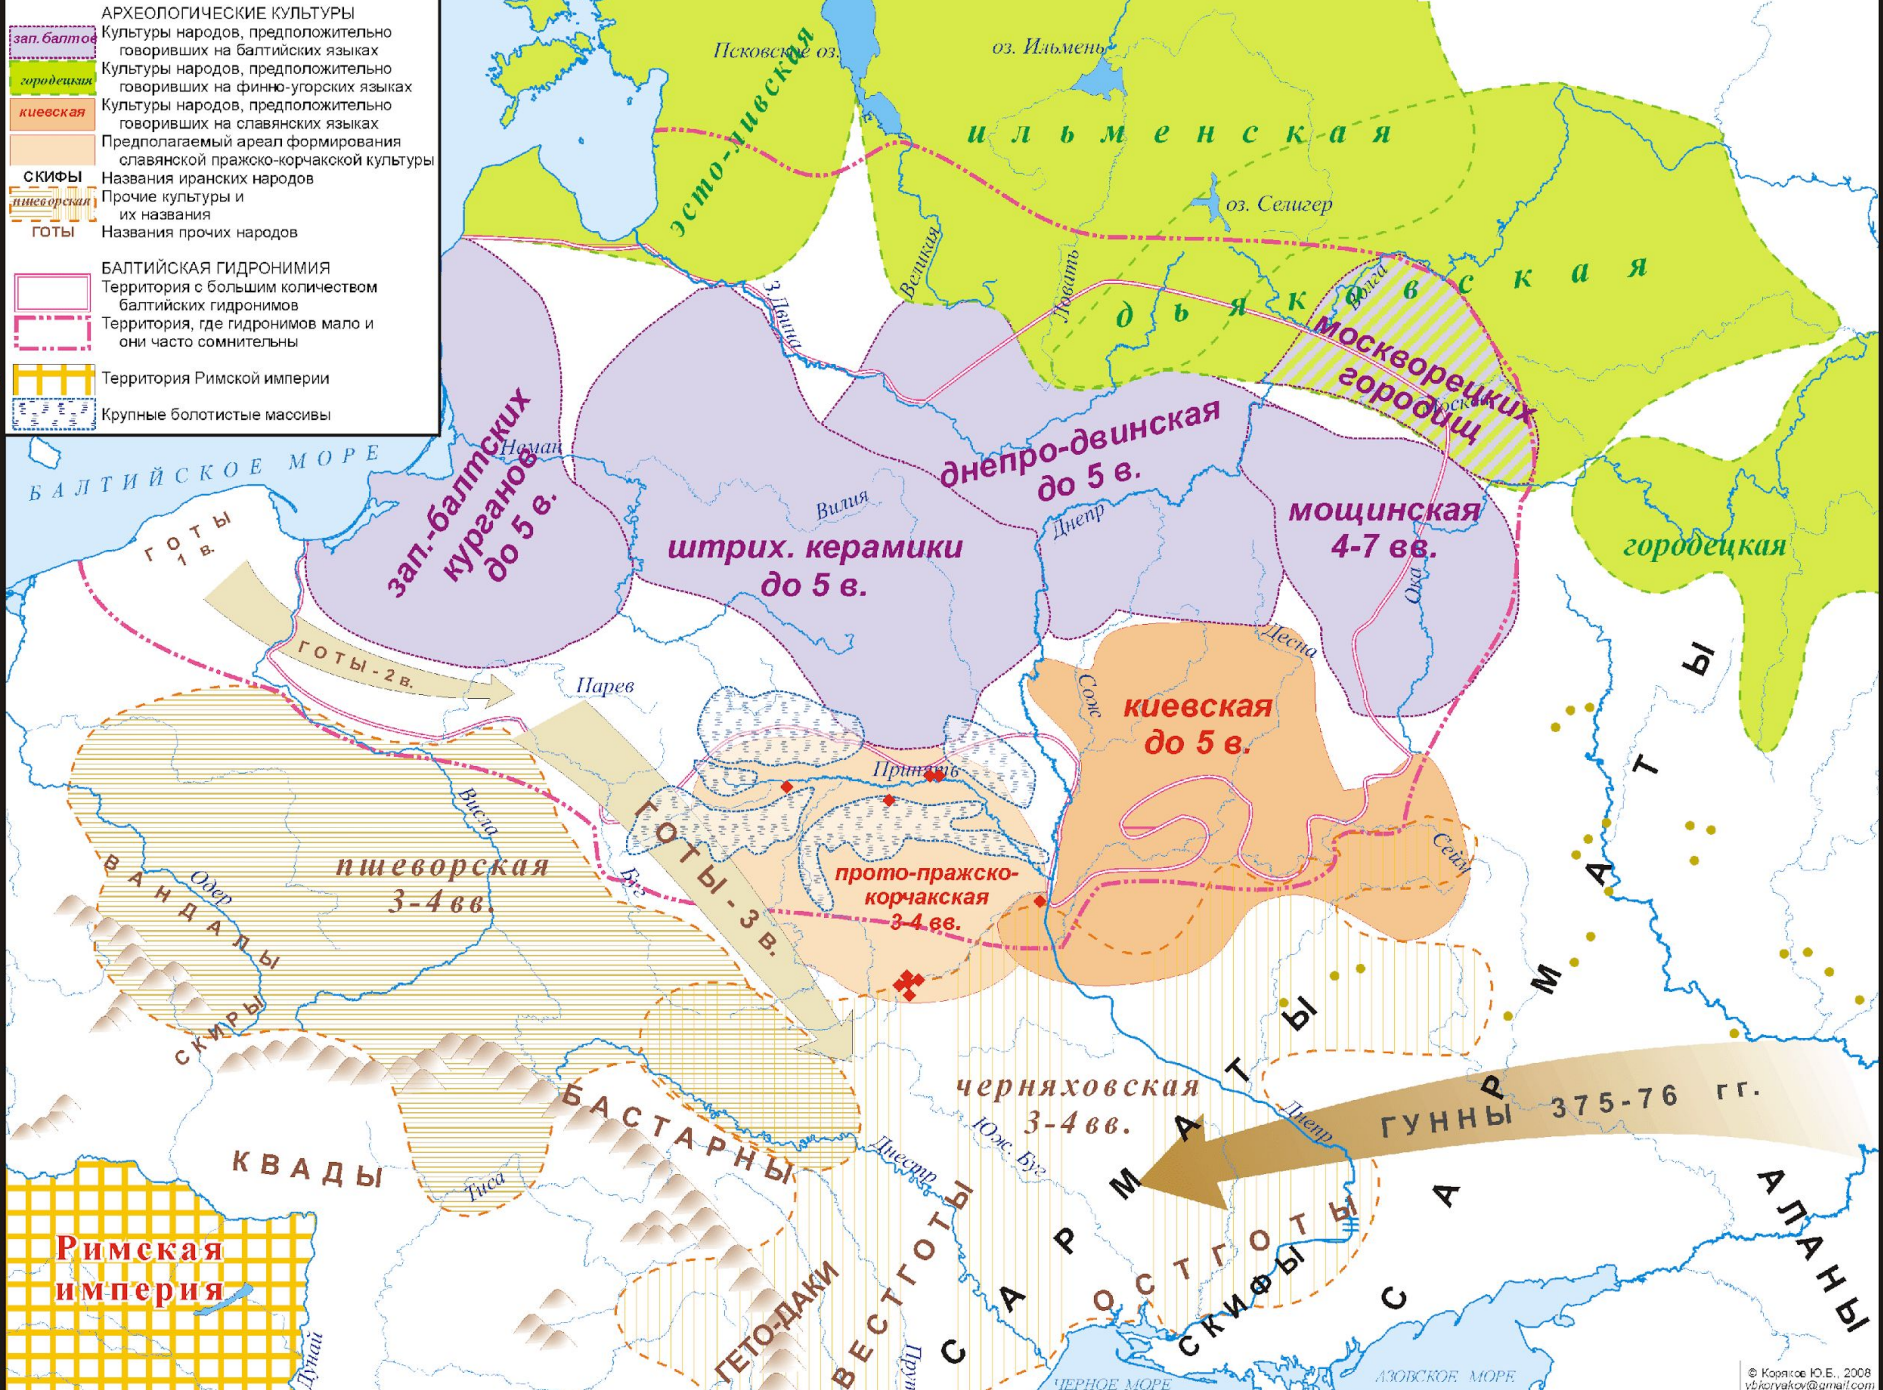 АРХЕОЛОГИЧЕСКИЕ КУЛЬТУРЫ
зап.балтов
Культуры народов, предположительно
говоривших на балтийских языках
городецкая
Культуры народов, предположительно
говоривших на финно-угорских языках
киевская
Культуры народов, предположительно
говоривших на славянских языках
Предполагаемый ареал формирования
славянской пражско-корчакской культуры
СКИФЫ
Названия иранских народов
пшеворская
Прочие культуры и
их названия
ГОТЫ
Названия прочих народов
БАЛТИЙСКАЯ ГИДРОНИМИЯ
Территория с большим количеством
балтийских гидронимов
Территория, где гидронимов мало и
они часто сомнительны
Территория Римской империи
Крупные болотистые массивы
Псковское оз.
оз. Ильмень
эсто-ливская
ильменская
оз. Селигер
Великая
Ловать
З.Двина
дьяковская
Волга
москворецких
городищ
Москва
БАЛТИЙСКОЕ МОРЕ
Неман
зап.-балтских
курганов
до 5 в.
днепро-двинская
до 5 в.
Вилия
Днепр
мощинская
4-7 вв.
штрих. керамики
до 5 в.
городецкая
Ока
ГОТЫ
1 в.
ГОТЫ-2 в.
Парев
Десна
Сож
киевская
до 5 в.
Припять
Висла
ГОТЫ-3 в.
пшеворская
3-4 вв.
Одер
ВАНДАЛЫ
Буг
прото-пражско-
корчакская
3-4 вв.
Сейм
САРМАТЫ
САРМАТЫ
СКИРЫ
БАСТАРНЫ
черняховская
3-4 вв.
Юж. Буг
Днепр
ГУННЫ 375-76 гг.
Днестр
КВАДЫ
Тиса
Римская
империя
АЛАНЫ
ВЕСТГОТЫ
ОСТГОТЫ
СКИФЫ
ГЕТО-ДАКИ
Дунай
Прут
ЧЕРНОЕ МОРЕ
АЗОВСКОЕ МОРЕ
© Коряков Ю.Б., 2008
ybkoryakov@gmail.com